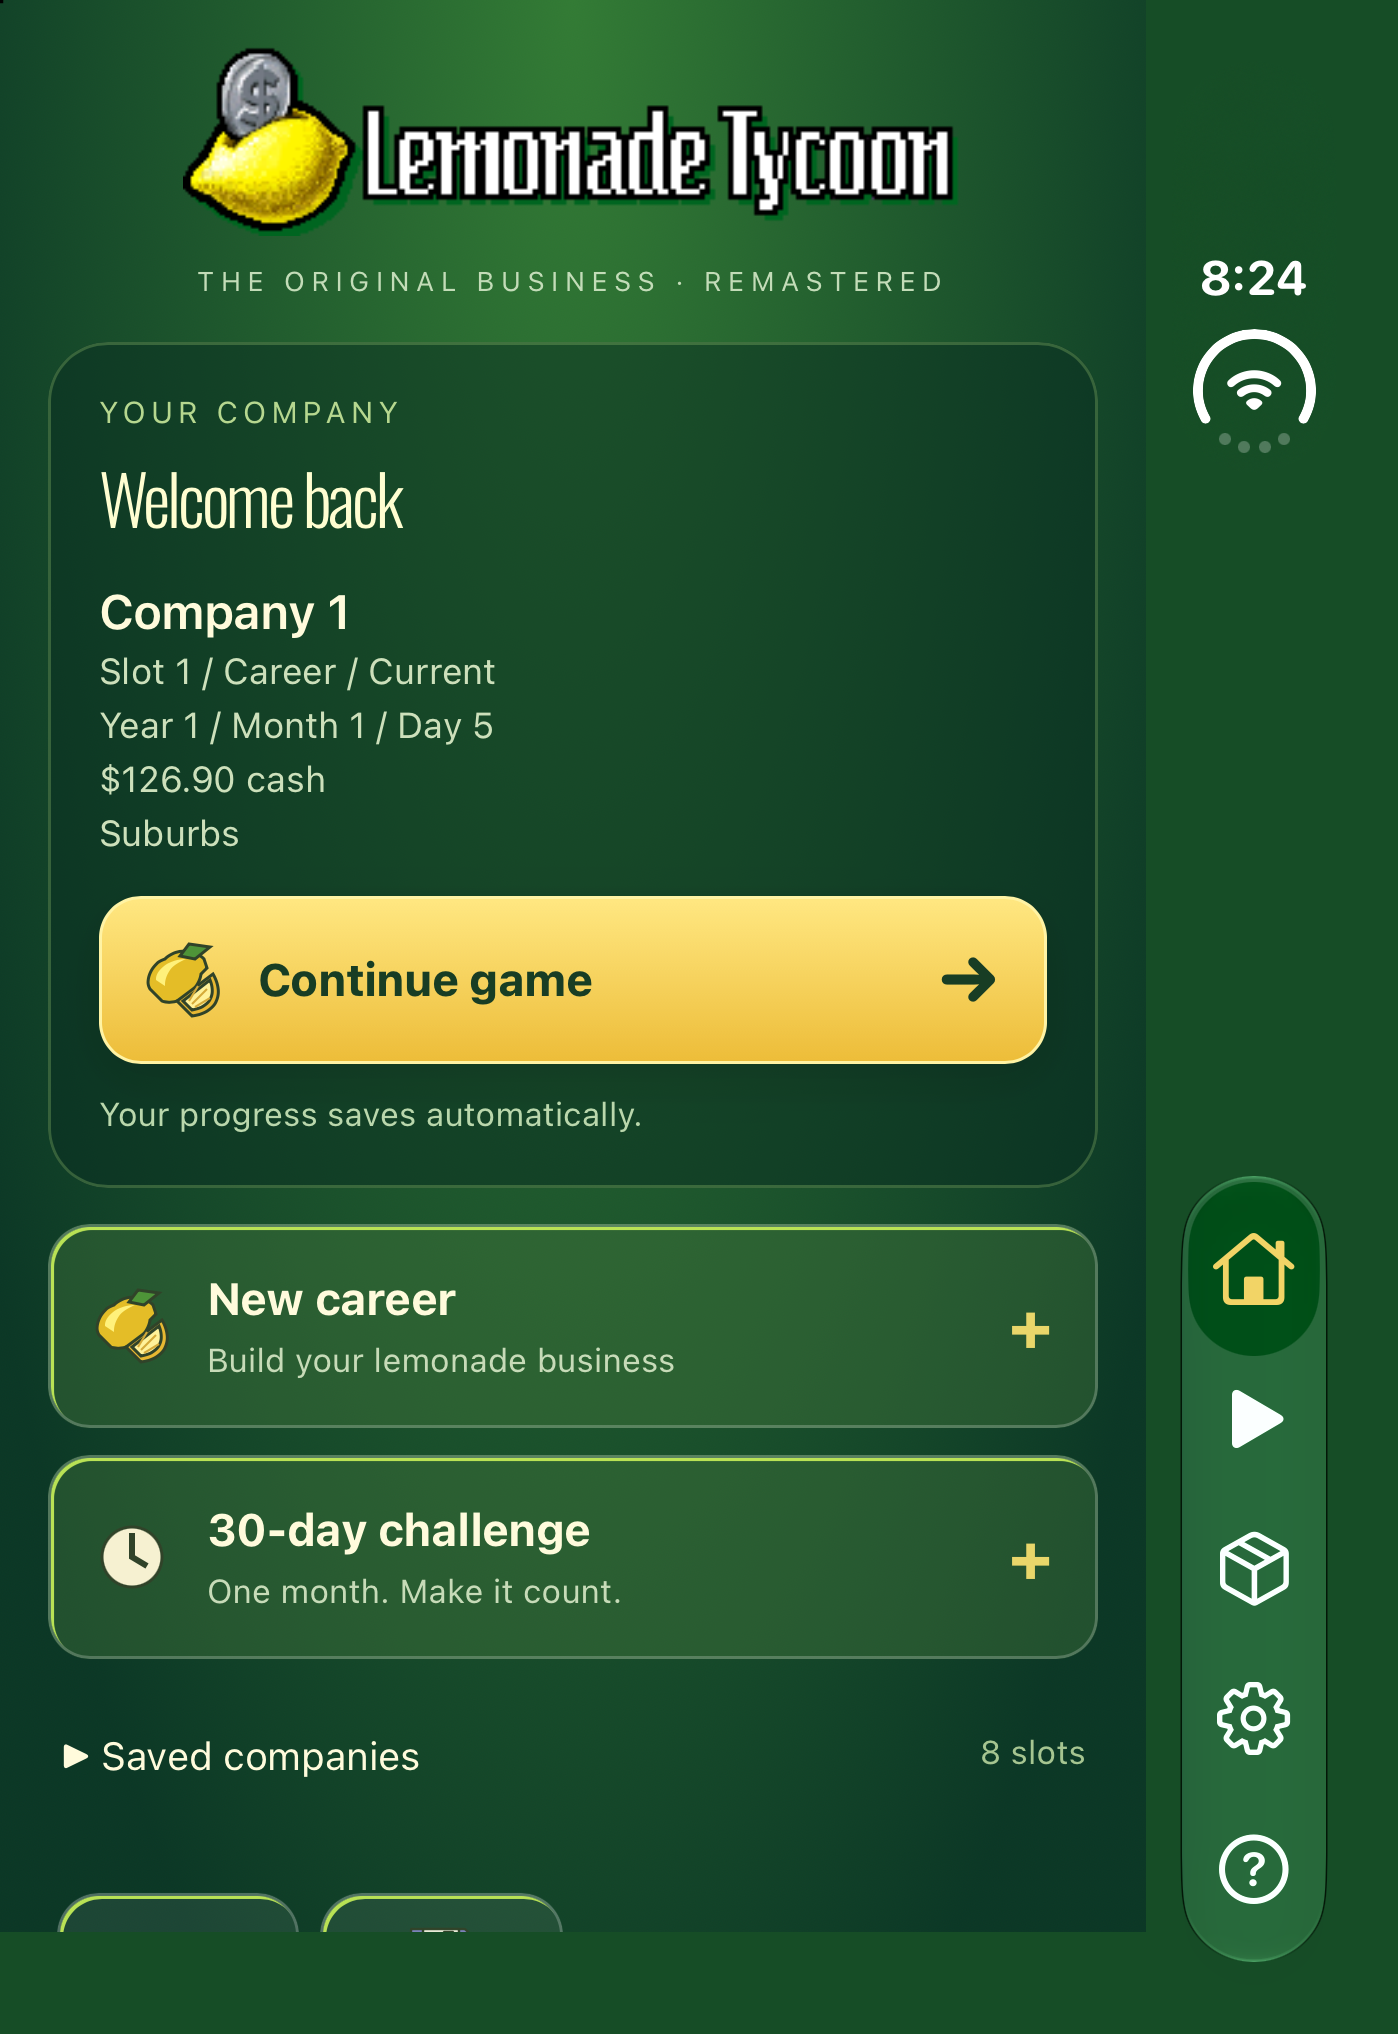 Lemonade Tycoon
THE ORIGINAL BUSINESS · REMASTERED
8:24
YOUR COMPANY
Welcome back
Company 1
Slot 1 / Career / Current
Year 1 / Month 1 / Day 5
$126.90 cash
Suburbs
Continue game
Your progress saves automatically.
New career
Build your lemonade business
30-day challenge
One month. Make it count.
Saved companies
8 slots